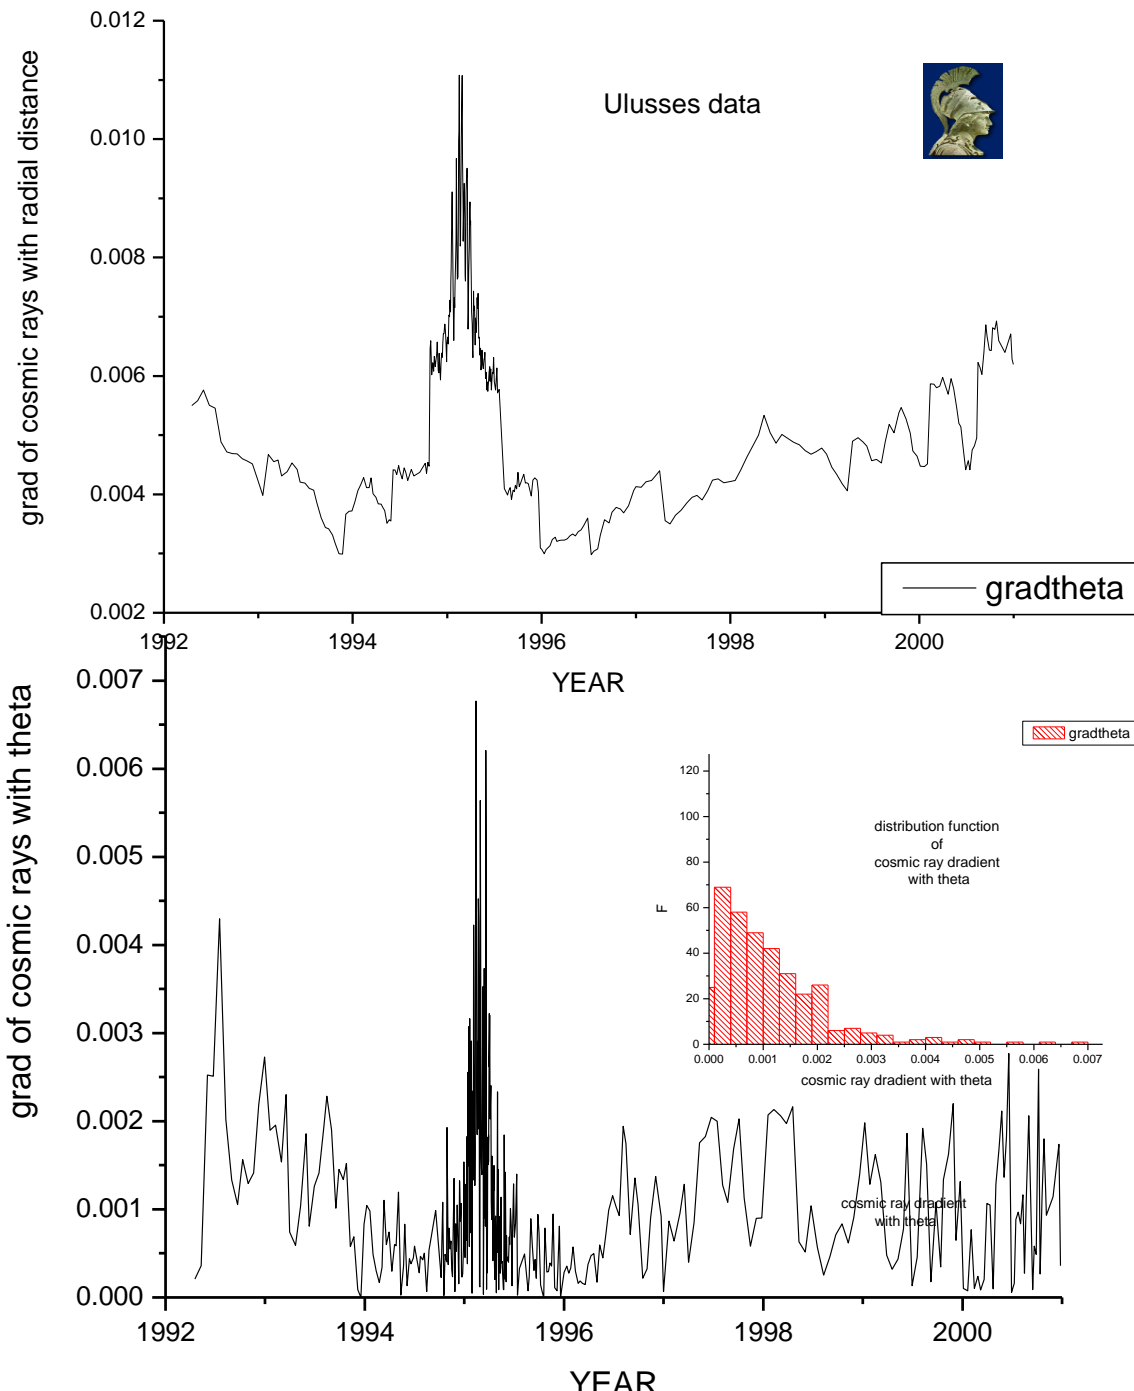 0.012
0.010
0.008
0.006
0.004
0.002
grad of cosmic rays with radial distance
Ulusses data
gradtheta
1992
1994
1996
1998
2000
YEAR
0.007
0.006
0.005
0.004
0.003
0.002
0.001
0.000
grad of cosmic rays with theta
gradtheta
120
100
80
60
40
20
0
F
distribution function
of
cosmic ray dradient
with theta
0.000 0.001 0.002 0.003 0.004 0.005 0.006 0.007
cosmic ray dradient with theta
cosmic ray dradient
with theta
1992
1994
1996
1998
2000
YEAR